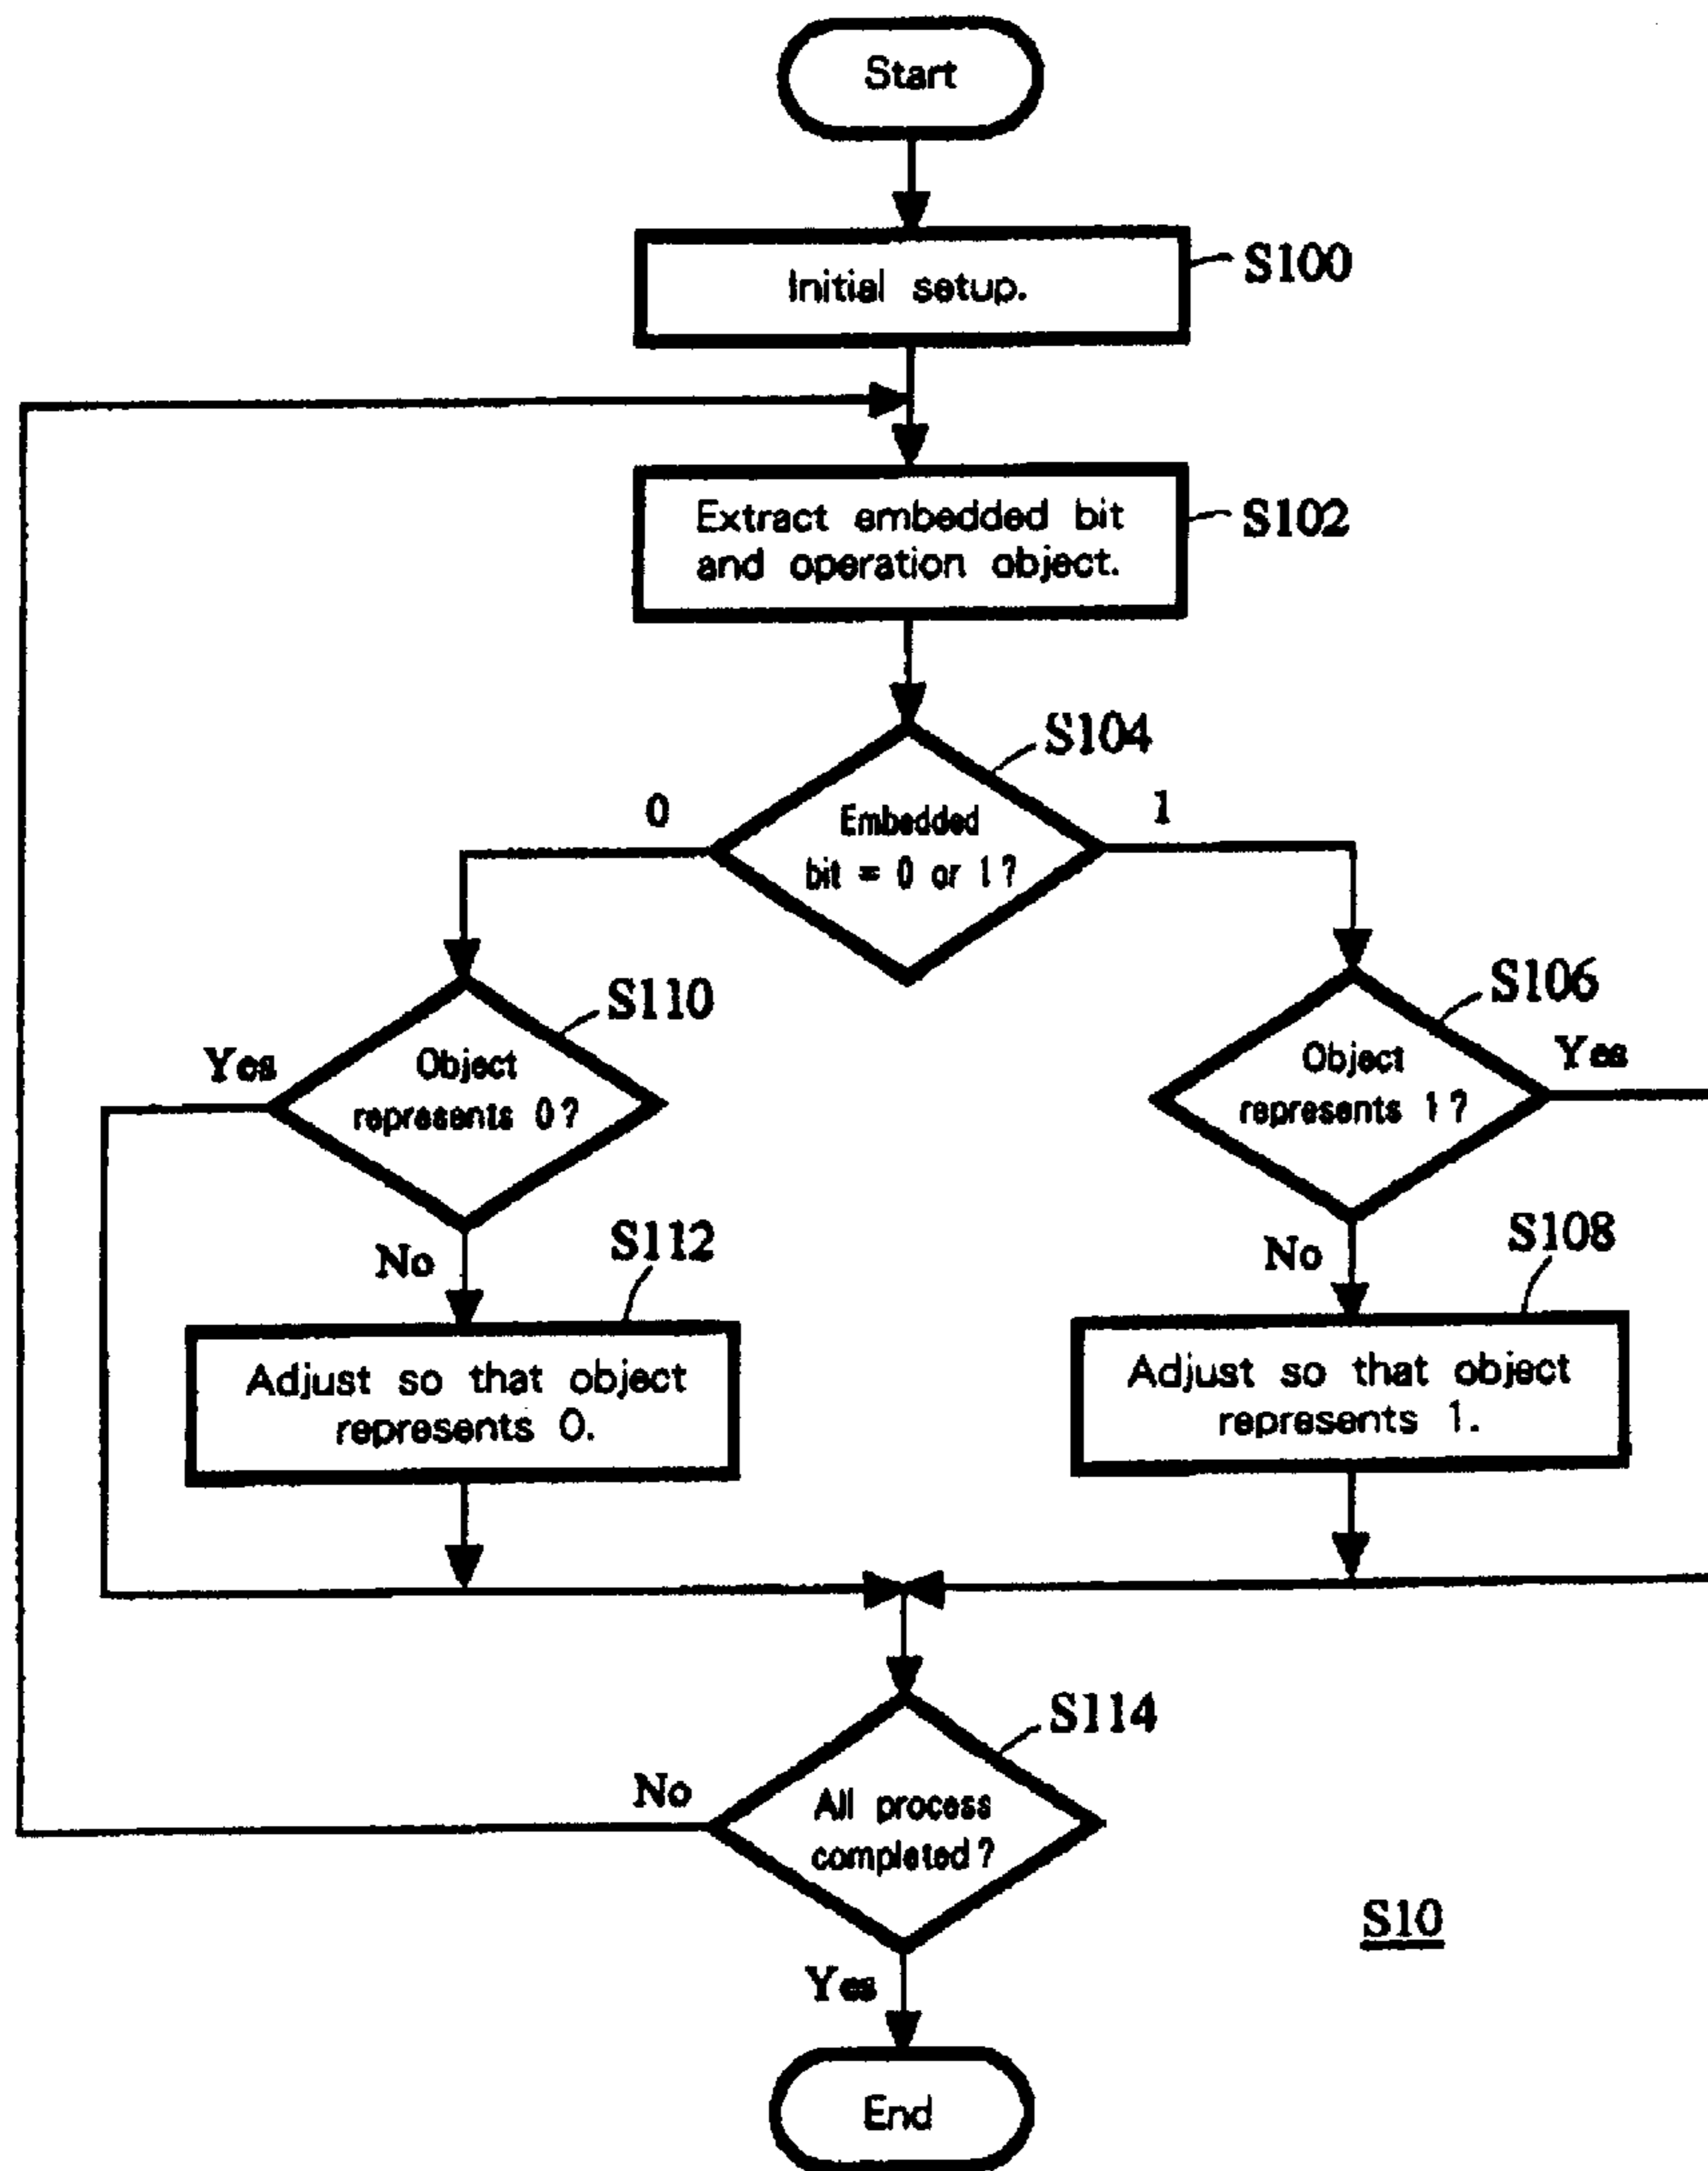 Start
Initial setup.
S100
Extract embedded bit
and operation object.
S102
S104
0
Embedded
bit = 0 or 1?
1
S110
Yes
Object
represents 0?
S106
Object
represents 1?
Yes
No
S112
No
S108
Adjust so that object
represents 0.
Adjust so that object
represents 1.
S114
No
All process
completed?
S10
Yes
End